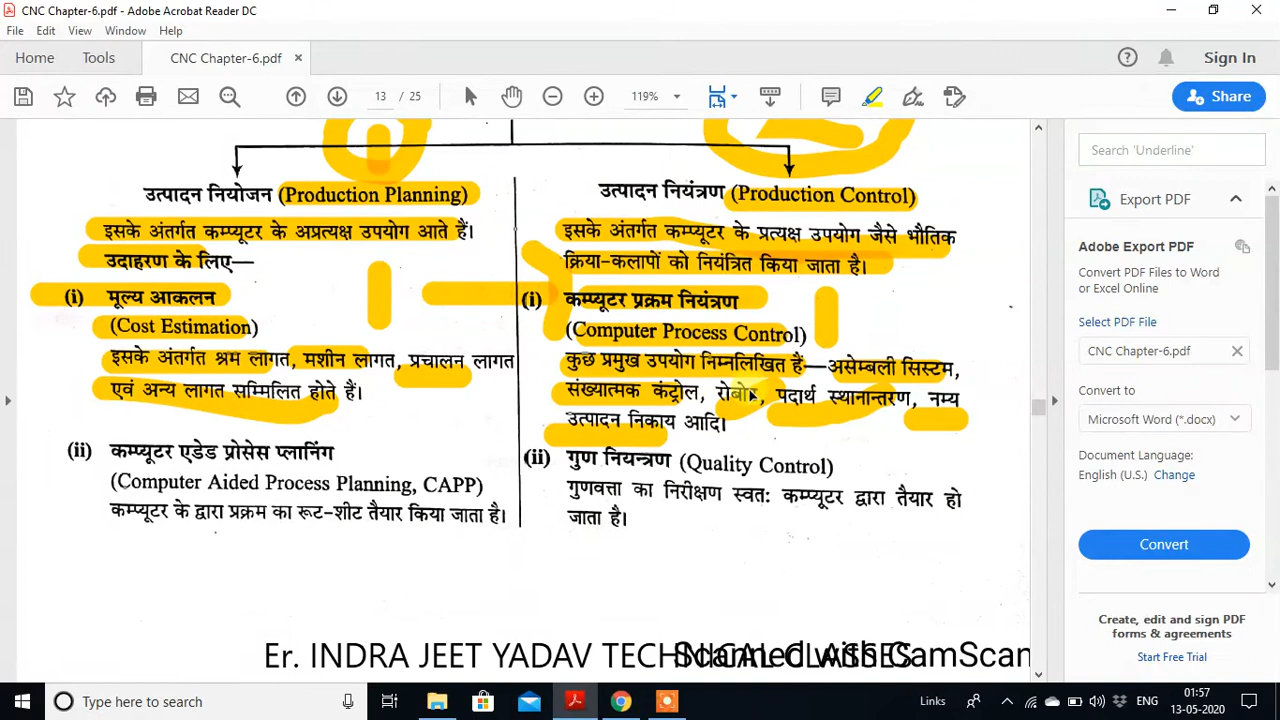 CNC Chapter-6.pdf - Adobe Acrobat Reader DC
File Edit View Window Help
Home Tools CNC Chapter-6.pdf ×
Sign In
13 / 25
119%
Share
उत्पादन नियोजन (Production Planning)
इसके अंतर्गत कम्प्यूटर के अप्रत्यक्ष उपयोग आते हैं।
उदाहरण के लिए—
(i) मूल्य आकलन
(Cost Estimation)
इसके अंतर्गत श्रम लागत, मशीन लागत, प्रचालन लागत
एवं अन्य लागत सम्मिलित होते हैं।
(ii) कम्प्यूटर एडेड प्रोसेस प्लानिंग
(Computer Aided Process Planning, CAPP)
कम्प्यूटर के द्वारा प्रक्रम का रूट-शीट तैयार किया जाता है।
उत्पादन नियंत्रण (Production Control)
इसके अंतर्गत कम्प्यूटर के प्रत्यक्ष उपयोग जैसे भौतिक
क्रिया-कलापों को नियंत्रित किया जाता है।
(i) कम्प्यूटर प्रक्रम नियंत्रण
(Computer Process Control)
कुछ प्रमुख उपयोग निम्नलिखित हैं—असेम्बली सिस्टम,
संख्यात्मक कंट्रोल, रोबोट, पदार्थ स्थानान्तरण, नम्य
उत्पादन निकाय आदि।
(ii) गुण नियन्त्रण (Quality Control)
गुणवत्ता का निरीक्षण स्वत: कम्प्यूटर द्वारा तैयार हो
जाता है।
Er. INDRA JEET YADAV TECHNICAL CLASSES
Scanned with CamScan
Search 'Underline'
Export PDF
Adobe Export PDF
Convert PDF Files to Word
or Excel Online
Select PDF File
CNC Chapter-6.pdf ×
Convert to
Microsoft Word (*.docx)
Document Language:
English (U.S.) Change
Convert
Create, edit and sign PDF
forms & agreements
Start Free Trial
Type here to search
Links
ENG
01:57
13-05-2020